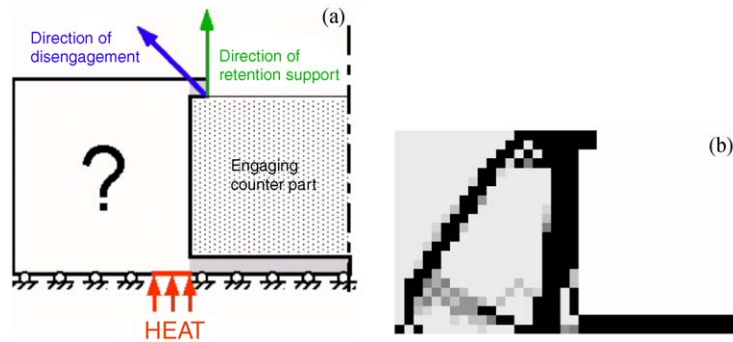 (a)
Direction of
disengagement
Direction of
retention support
?
Engaging
counter part
HEAT
(b)